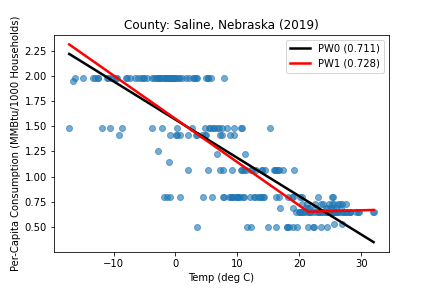 County: Saline, Nebraska (2019)
PW0 (0.711)
PW1 (0.728)
Per-Capita Consumption (MMBtu/1000 Households)
2.25
2.00
1.75
1.50
1.25
1.00
0.75
0.50
−10 0 10 20 30
Temp (deg C)